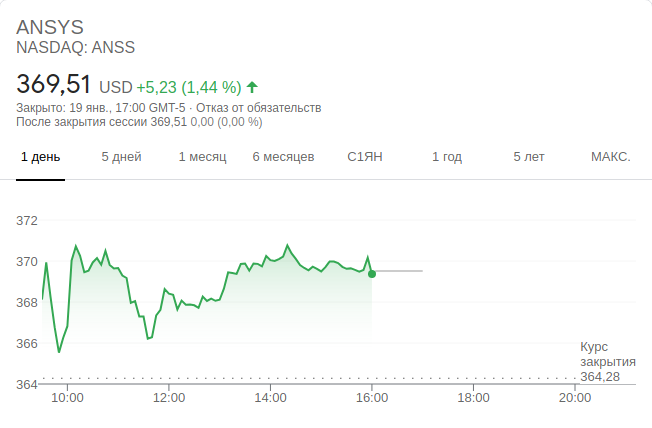 ANSYS
NASDAQ: ANSS
369,51 USD +5,23 (1,44 %)
Закрыто: 19 янв., 17:00 GMT-5 · Отказ от обязательств
После закрытия сессии 369,51 0,00 (0,00 %)
1 день 5 дней 1 месяц 6 месяцев С1ЯН 1 год 5 лет МАКС.
372
370
368
366
Курс
закрытия
364,28
364
10:00 12:00 14:00 16:00 18:00 20:00